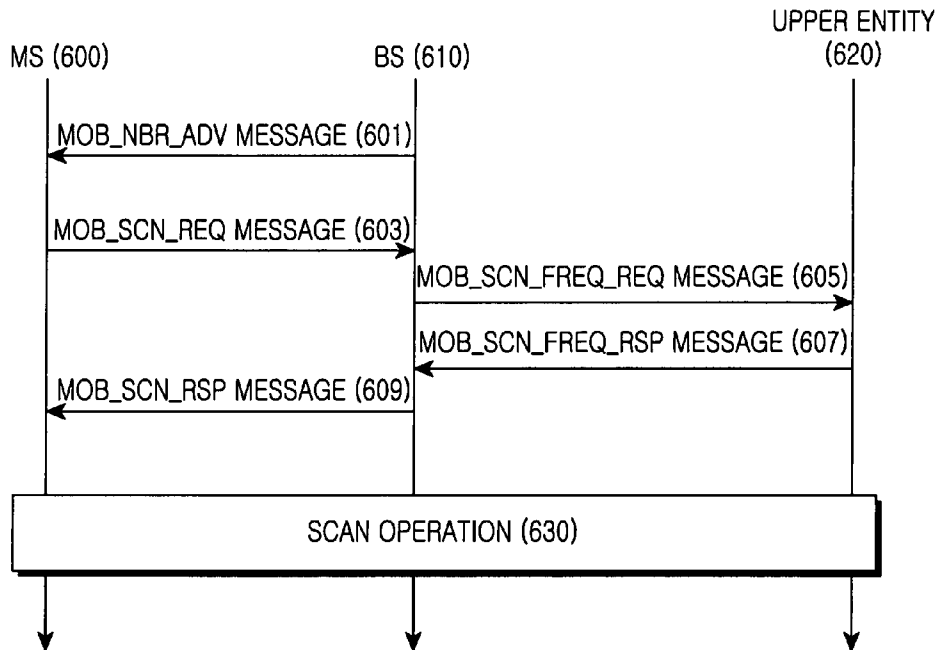 UPPER ENTITY
(620)
MS (600)
BS (610)
MOB_NBR_ADV MESSAGE (601)
MOB_SCN_REQ MESSAGE (603)
MOB_SCN_FREQ_REQ MESSAGE (605)
MOB_SCN_FREQ_RSP MESSAGE (607)
MOB_SCN_RSP MESSAGE (609)
SCAN OPERATION (630)